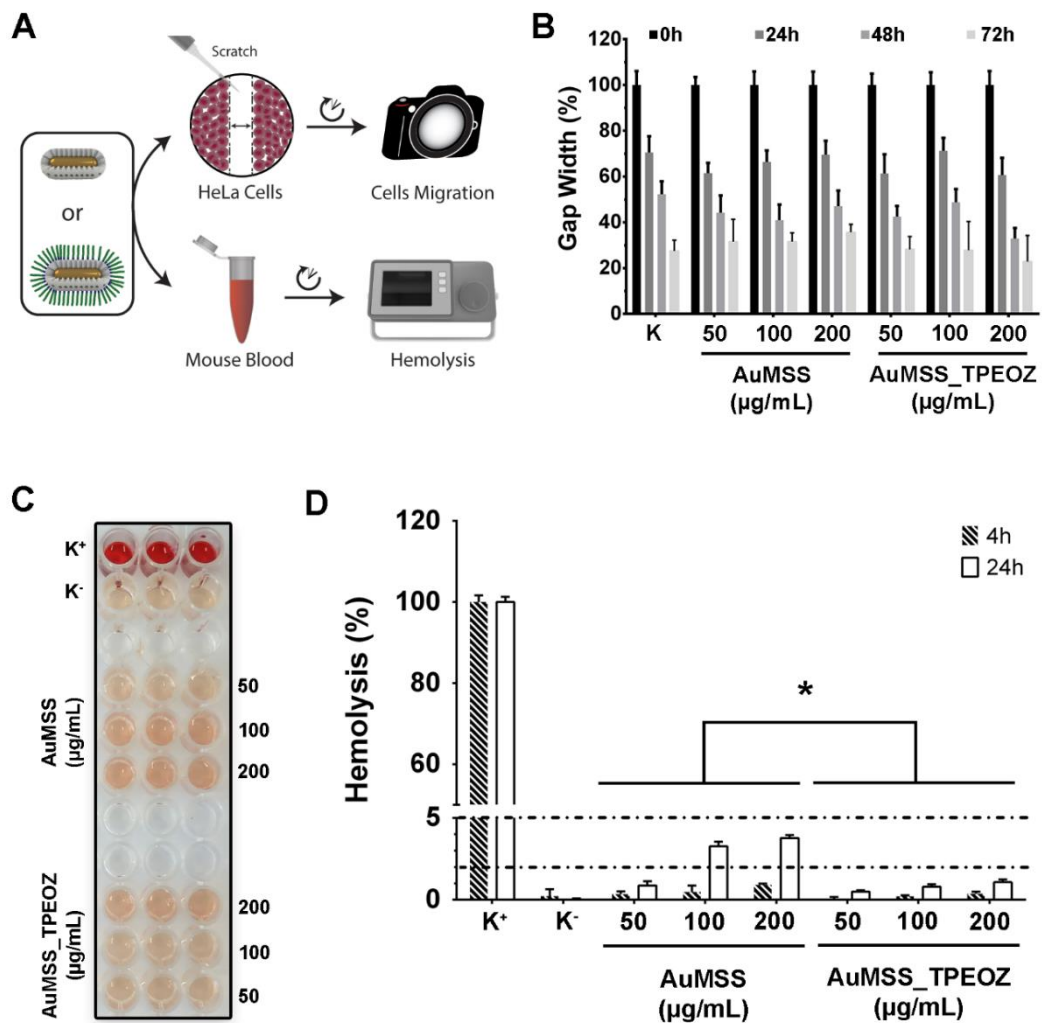 A
Scratch
HeLa Cells
Cells Migration
or
Mouse Blood
Hemolysis
B
0h 24h 48h 72h
Gap Width (%)
120
100
80
60
40
20
0
K 50 100 200 50 100 200
AuMSS
(µg/mL)
AuMSS_TPEOZ
(µg/mL)
C
K+
K-
AuMSS
(µg/mL)
50
100
200
AuMSS_TPEOZ
(µg/mL)
200
100
50
D
4h
24h
Hemolysis (%)
120
100
80
60
5
0
*
K+ K- 50 100 200 50 100 200
AuMSS
(µg/mL)
AuMSS_TPEOZ
(µg/mL)